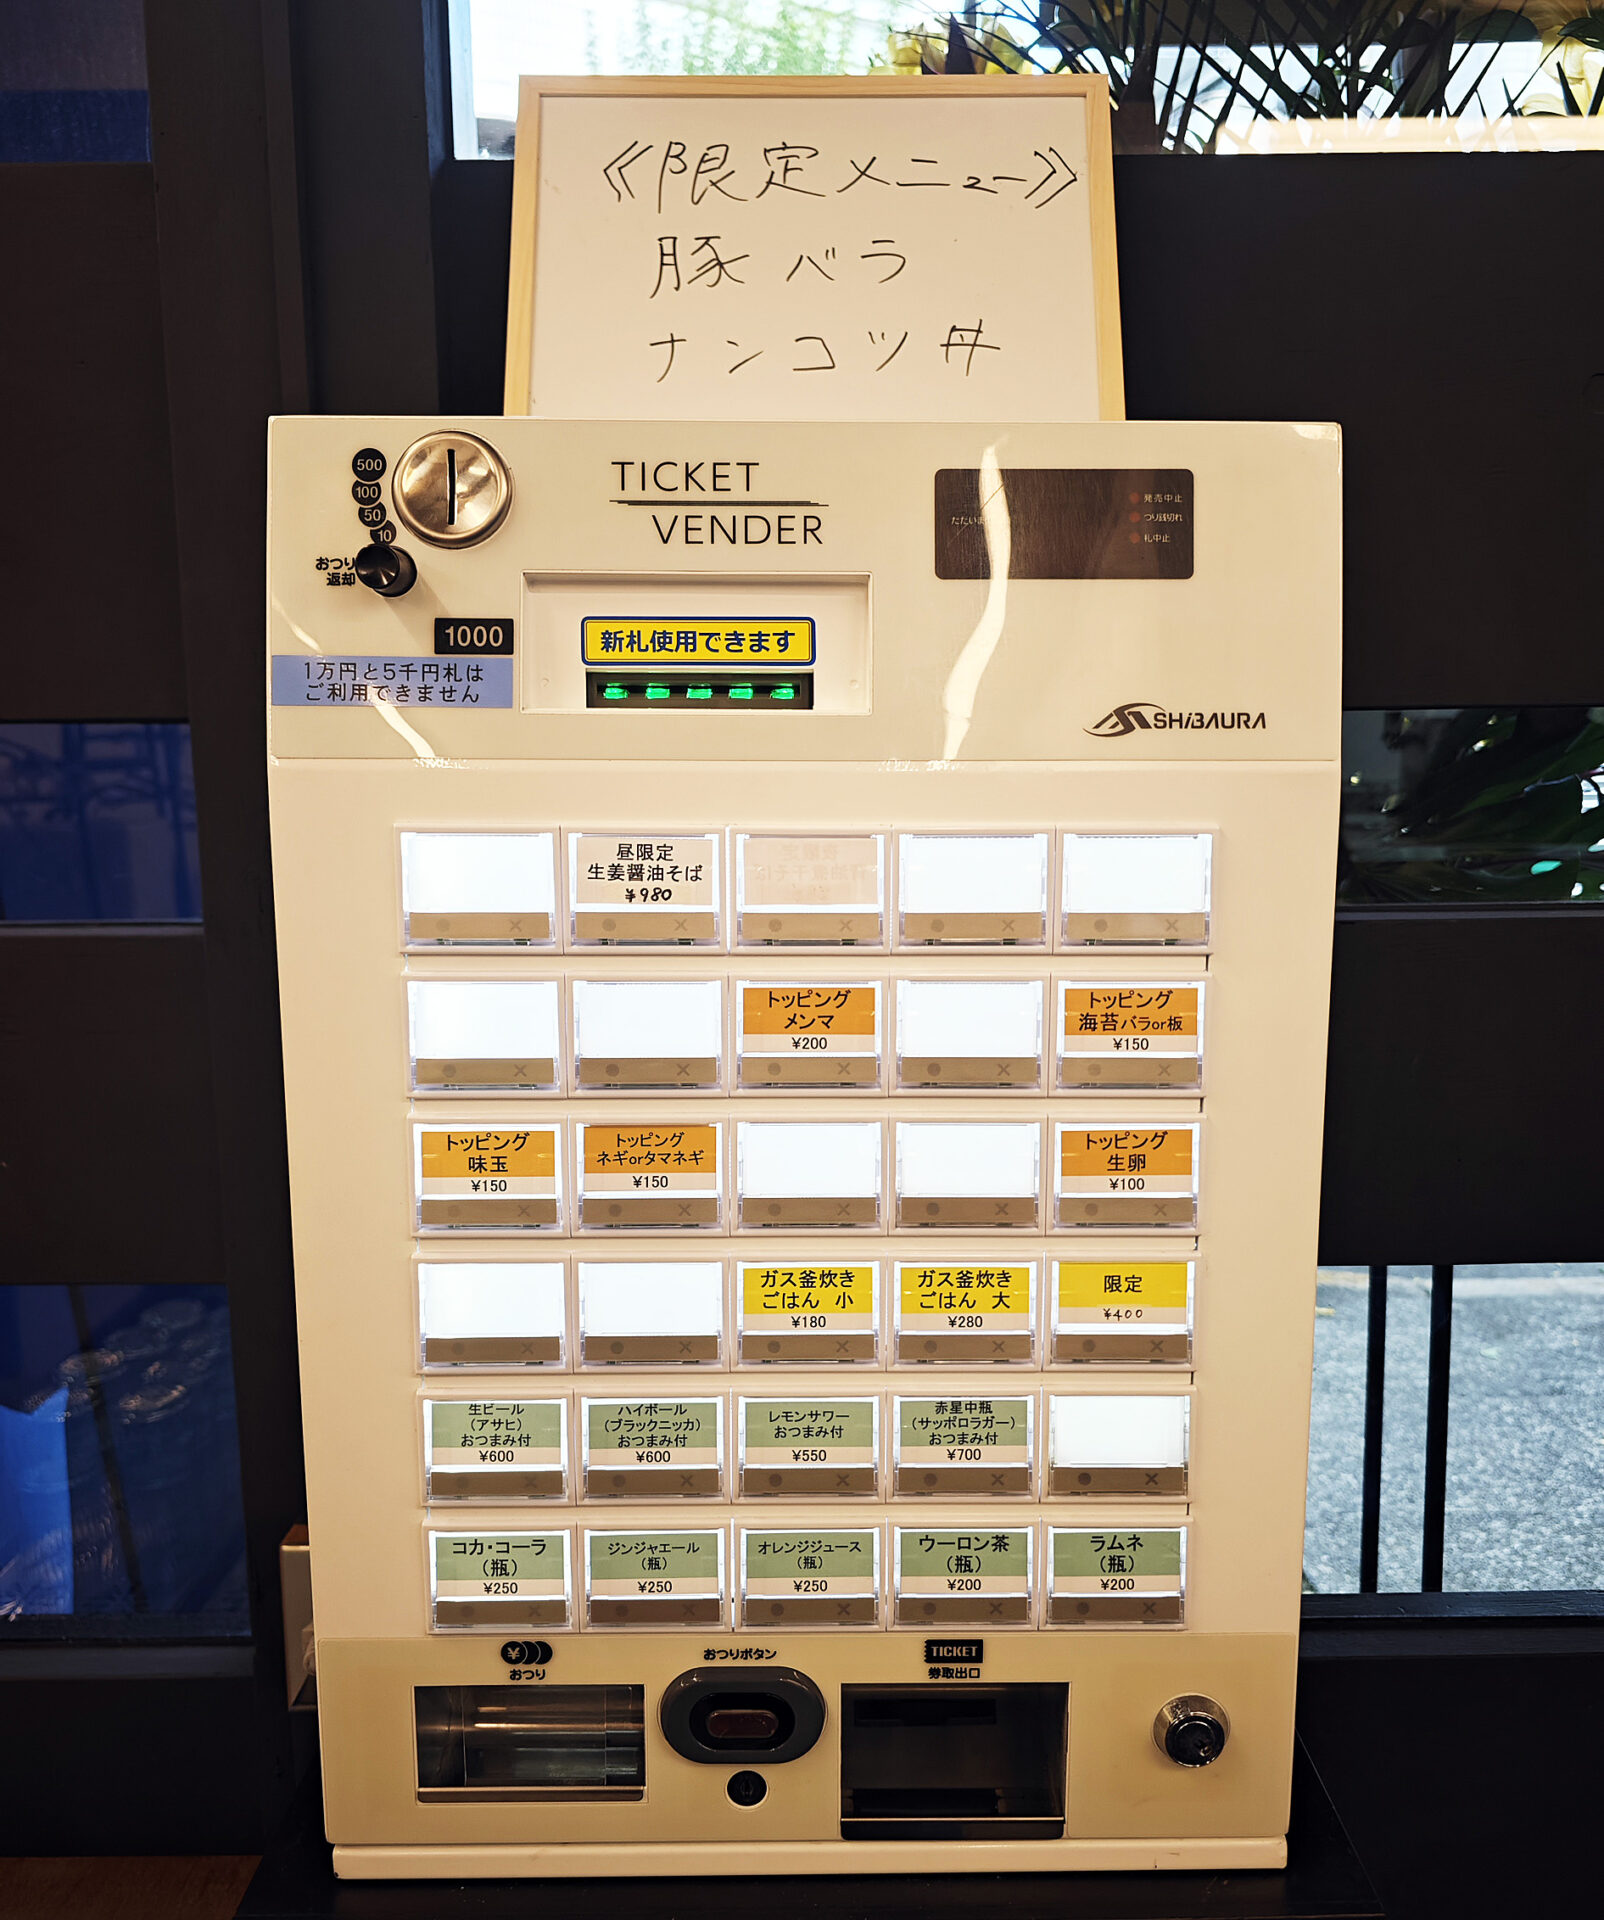 《限定メニュー》
豚バラ
ナンコツ丼
500
100
50
10
おつり
返却
TICKET
VENDER
発売中止
つり銭切れ
札中止
1000
1万円と5千円札は
ご利用できません
新札使用できます
SHiBAURA
昼限定
生姜醤油そば
¥980
トッピング
メンマ
¥200
トッピング
海苔バラor板
¥150
トッピング
味玉
¥150
トッピング
ネギorタマネギ
¥150
トッピング
生卵
¥100
ガス釜炊き
ごはん 小
¥180
ガス釜炊き
ごはん 大
¥280
限定
¥400
生ビール
(アサヒ)
おつまみ付
¥600
ハイボール
(ブラックニッカ)
おつまみ付
¥600
レモンサワー
おつまみ付
¥550
赤星中瓶
(サッポロラガー)
おつまみ付
¥700
コカ・コーラ
(瓶)
¥250
ジンジャエール
(瓶)
¥250
オレンジジュース
(瓶)
¥250
ウーロン茶
(瓶)
¥200
ラムネ
(瓶)
¥200
¥
おつり
おつりボタン
TICKET
券取出口